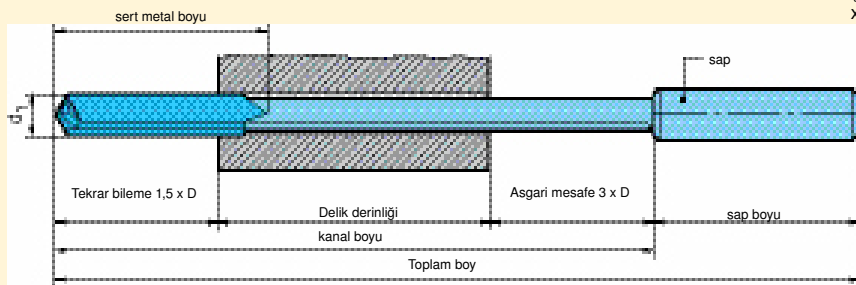 sert metal boyu
sap
d1
Tekrar bileme 1,5 x D
Delik derinliği
Asgari mesafe 3 x D
sap boyu
kanal boyu
Toplam boy